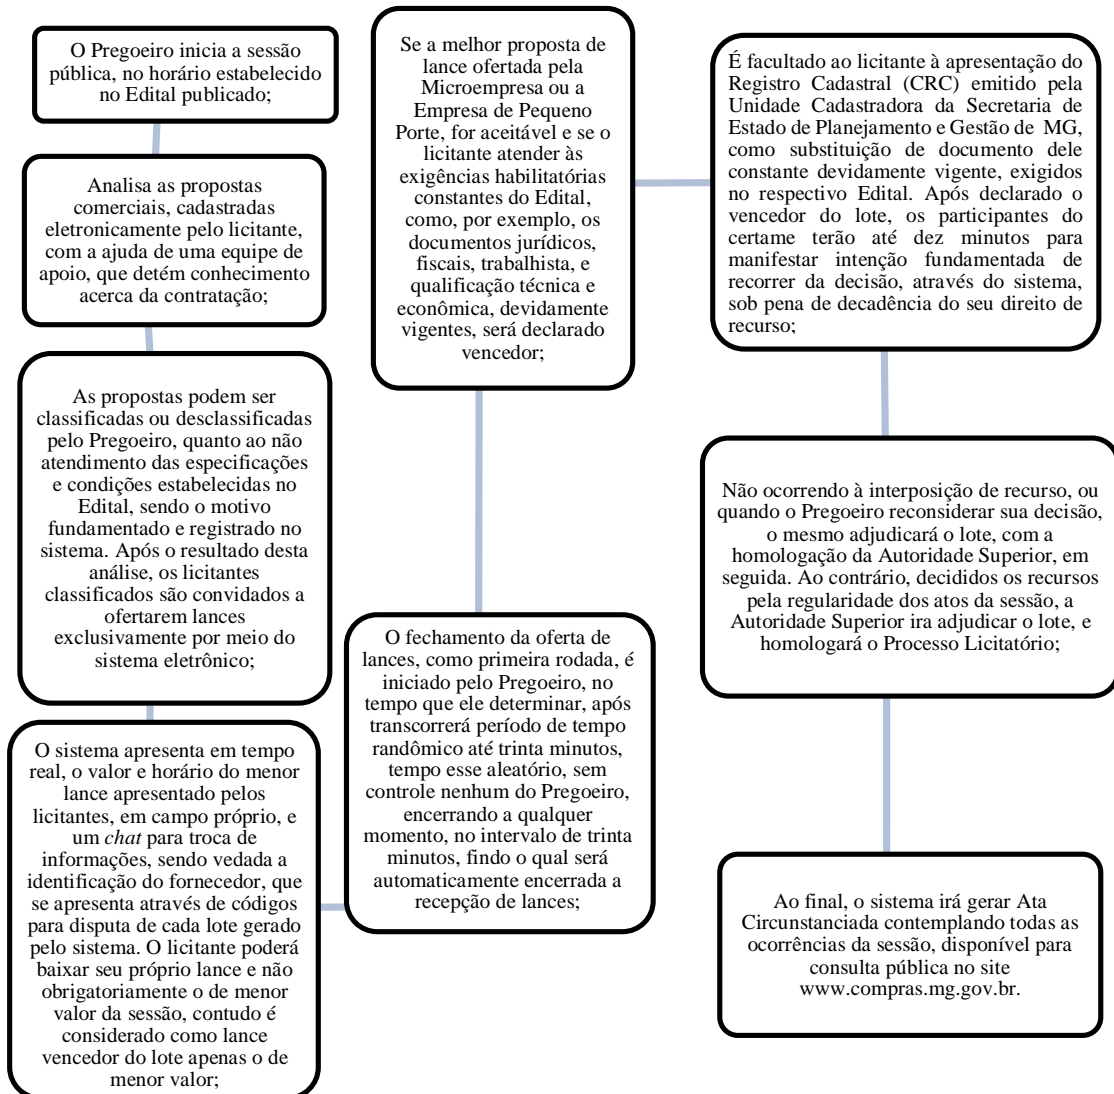 O Pregoeiro inicia a sessão
pública, no horário estabelecido
no Edital publicado;
Analisa as propostas
comerciais, cadastradas
eletronicamente pelo licitante,
com a ajuda de uma equipe de
apoio, que detém conhecimento
acerca da contratação;
As propostas podem ser
classificadas ou desclassificadas
pelo Pregoeiro, quanto ao não
atendimento das especificações
e condições estabelecidas no
Edital, sendo o motivo
fundamentado e registrado no
sistema. Após o resultado desta
análise, os licitantes
classificados são convidados a
ofertarem lances
exclusivamente por meio do
sistema eletrônico;
O sistema apresenta em tempo
real, o valor e horário do menor
lance apresentado pelos
licitantes, em campo próprio, e
um chat para troca de
informações, sendo vedada a
identificação do fornecedor, que
se apresenta através de códigos
para disputa de cada lote gerado
pelo sistema. O licitante poderá
baixar seu próprio lance e não
obrigatoriamente o de menor
valor da sessão, contudo é
considerado como lance
vencedor do lote apenas o de
menor valor;
O fechamento da oferta de
lances, como primeira rodada, é
iniciado pelo Pregoeiro, no
tempo que ele determinar, após
transcorrerá período de tempo
randômico até trinta minutos,
tempo esse aleatório, sem
controle nenhum do Pregoeiro,
encerrando a qualquer
momento, no intervalo de trinta
minutos, findo o qual será
automaticamente encerrada a
recepção de lances;
Se a melhor proposta de
lance ofertada pela
Microempresa ou a
Empresa de Pequeno
Porte, for aceitável e se o
licitante atender às
exigências habilitatórias
constantes do Edital,
como, por exemplo, os
documentos jurídicos,
fiscais, trabalhista, e
qualificação técnica e
econômica, devidamente
vigentes, será declarado
vencedor;
É facultado ao licitante à apresentação do
Registro Cadastral (CRC) emitido pela
Unidade Cadastradora da Secretaria de
Estado de Planejamento e Gestão de MG,
como substituição de documento dele
constante devidamente vigente, exigidos
no respectivo Edital. Após declarado o
vencedor do lote, os participantes do
certame terão até dez minutos para
manifestar intenção fundamentada de
recorrer da decisão, através do sistema,
sob pena de decadência do seu direito de
recurso;
Não ocorrendo à interposição de recurso, ou
quando o Pregoeiro reconsiderar sua decisão,
o mesmo adjudicará o lote, com a
homologação da Autoridade Superior, em
seguida. Ao contrário, decididos os recursos
pela regularidade dos atos da sessão, a
Autoridade Superior ira adjudicar o lote, e
homologará o Processo Licitatório;
Ao final, o sistema irá gerar Ata
Circunstanciada contemplando todas as
ocorrências da sessão, disponível para
consulta pública no site
www.compras.mg.gov.br.